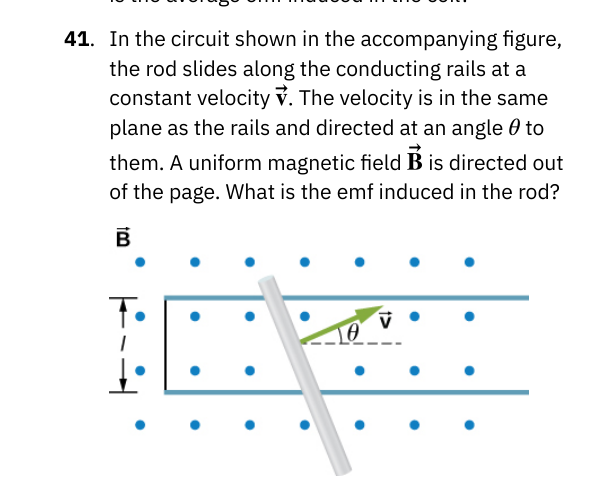 41. In the circuit shown in the accompanying figure,
the rod slides along the conducting rails at a
constant velocity v⃗. The velocity is in the same
plane as the rails and directed at an angle θ to
them. A uniform magnetic field B⃗ is directed out
of the page. What is the emf induced in the rod?
B⃗
v⃗
θ
l